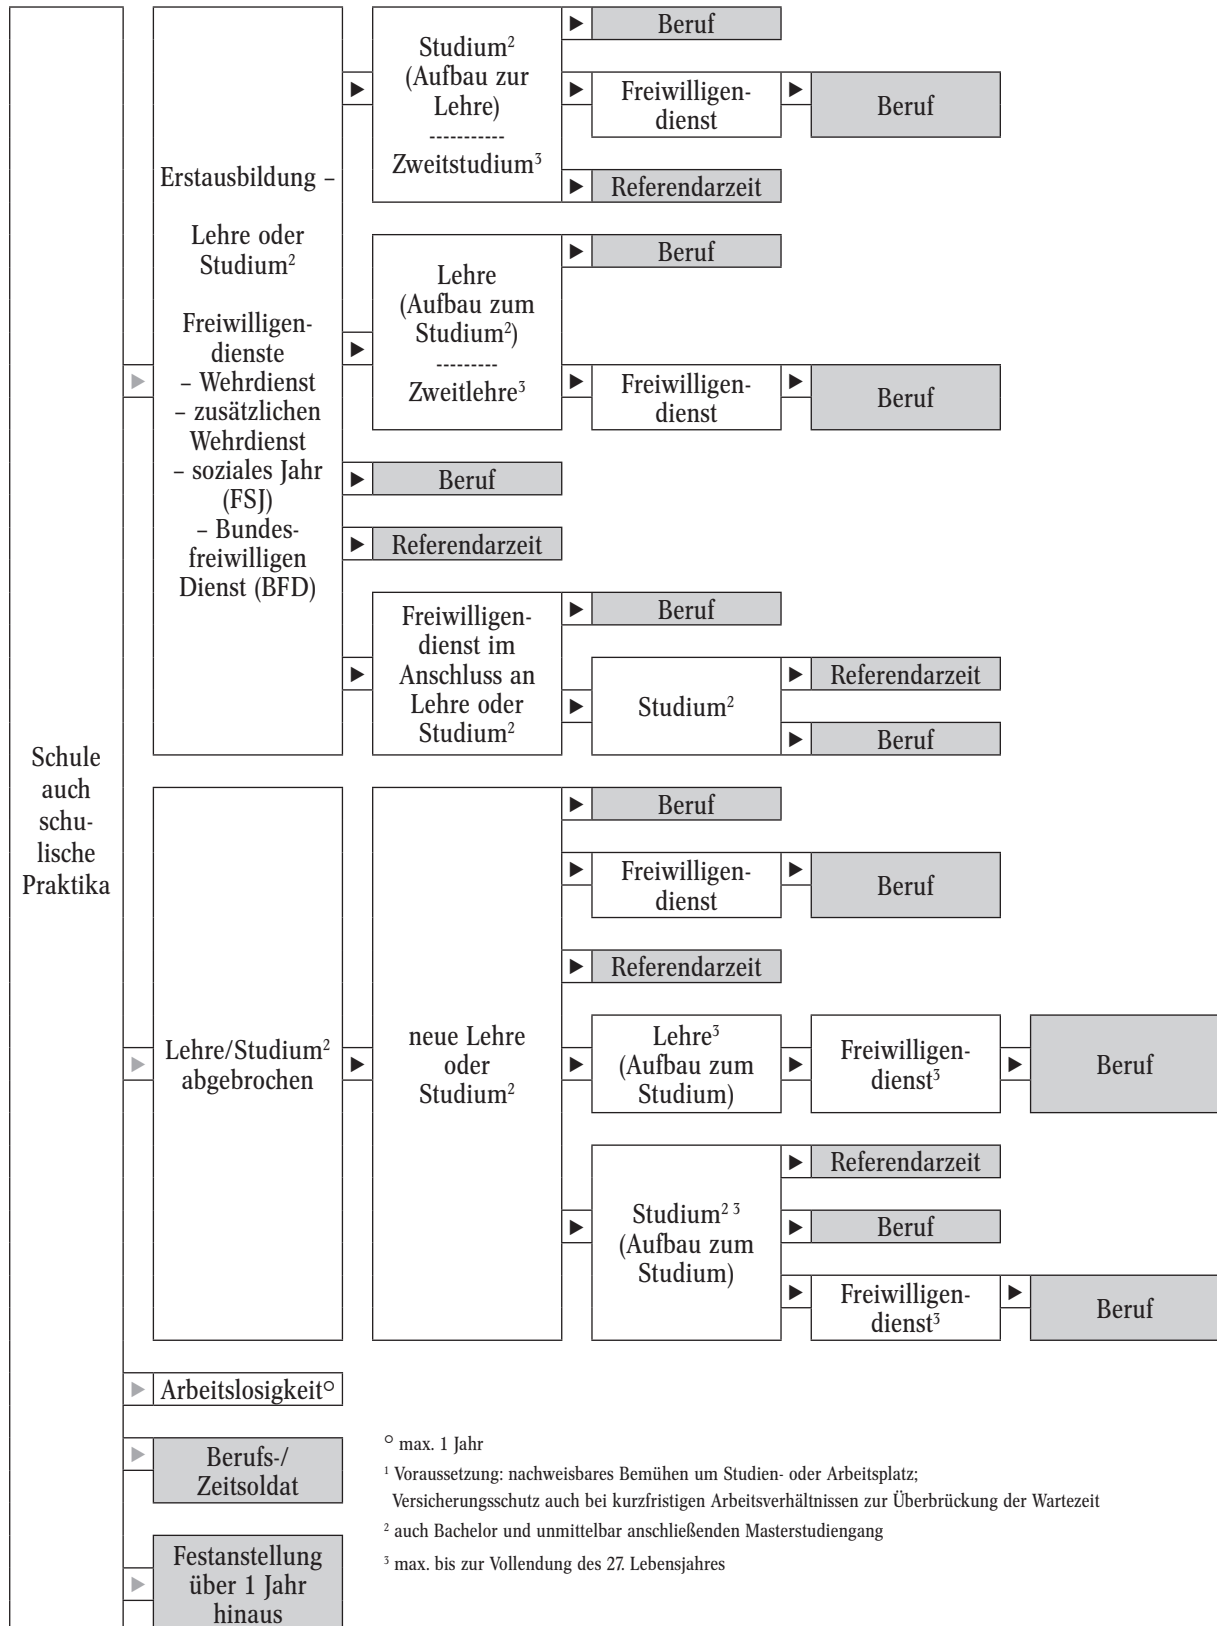 Schule
auch
schu-
lische
Praktika
Erstausbildung –
Lehre oder
Studium²
Freiwilligen-
dienste
– Wehrdienst
– zusätzlichen
Wehrdienst
– soziales Jahr
(FSJ)
– Bundes-
freiwilligen
Dienst (BFD)
Studium²
(Aufbau zur
Lehre)
-----------
Zweitstudium³
Beruf
Freiwilligen-
dienst
Beruf
Referendarzeit
Lehre
(Aufbau zum
Studium²)
---------
Zweitlehre³
Beruf
Freiwilligen-
dienst
Beruf
Beruf
Referendarzeit
Freiwilligen-
dienst im
Anschluss an
Lehre oder
Studium²
Beruf
Studium²
Referendarzeit
Beruf
Lehre/Studium²
abgebrochen
neue Lehre
oder
Studium²
Beruf
Freiwilligen-
dienst
Beruf
Referendarzeit
Lehre³
(Aufbau zum
Studium)
Freiwilligen-
dienst³
Beruf
Studium² ³
(Aufbau zum
Studium)
Referendarzeit
Beruf
Freiwilligen-
dienst³
Beruf
Arbeitslosigkeit○
Berufs-/
Zeitsoldat
Festanstellung
über 1 Jahr
hinaus
○ max. 1 Jahr
¹ Voraussetzung: nachweisbares Bemühen um Studien- oder Arbeitsplatz;
Versicherungsschutz auch bei kurzfristigen Arbeitsverhältnissen zur Überbrückung der Wartezeit
² auch Bachelor und unmittelbar anschließenden Masterstudiengang
³ max. bis zur Vollendung des 27. Lebensjahres